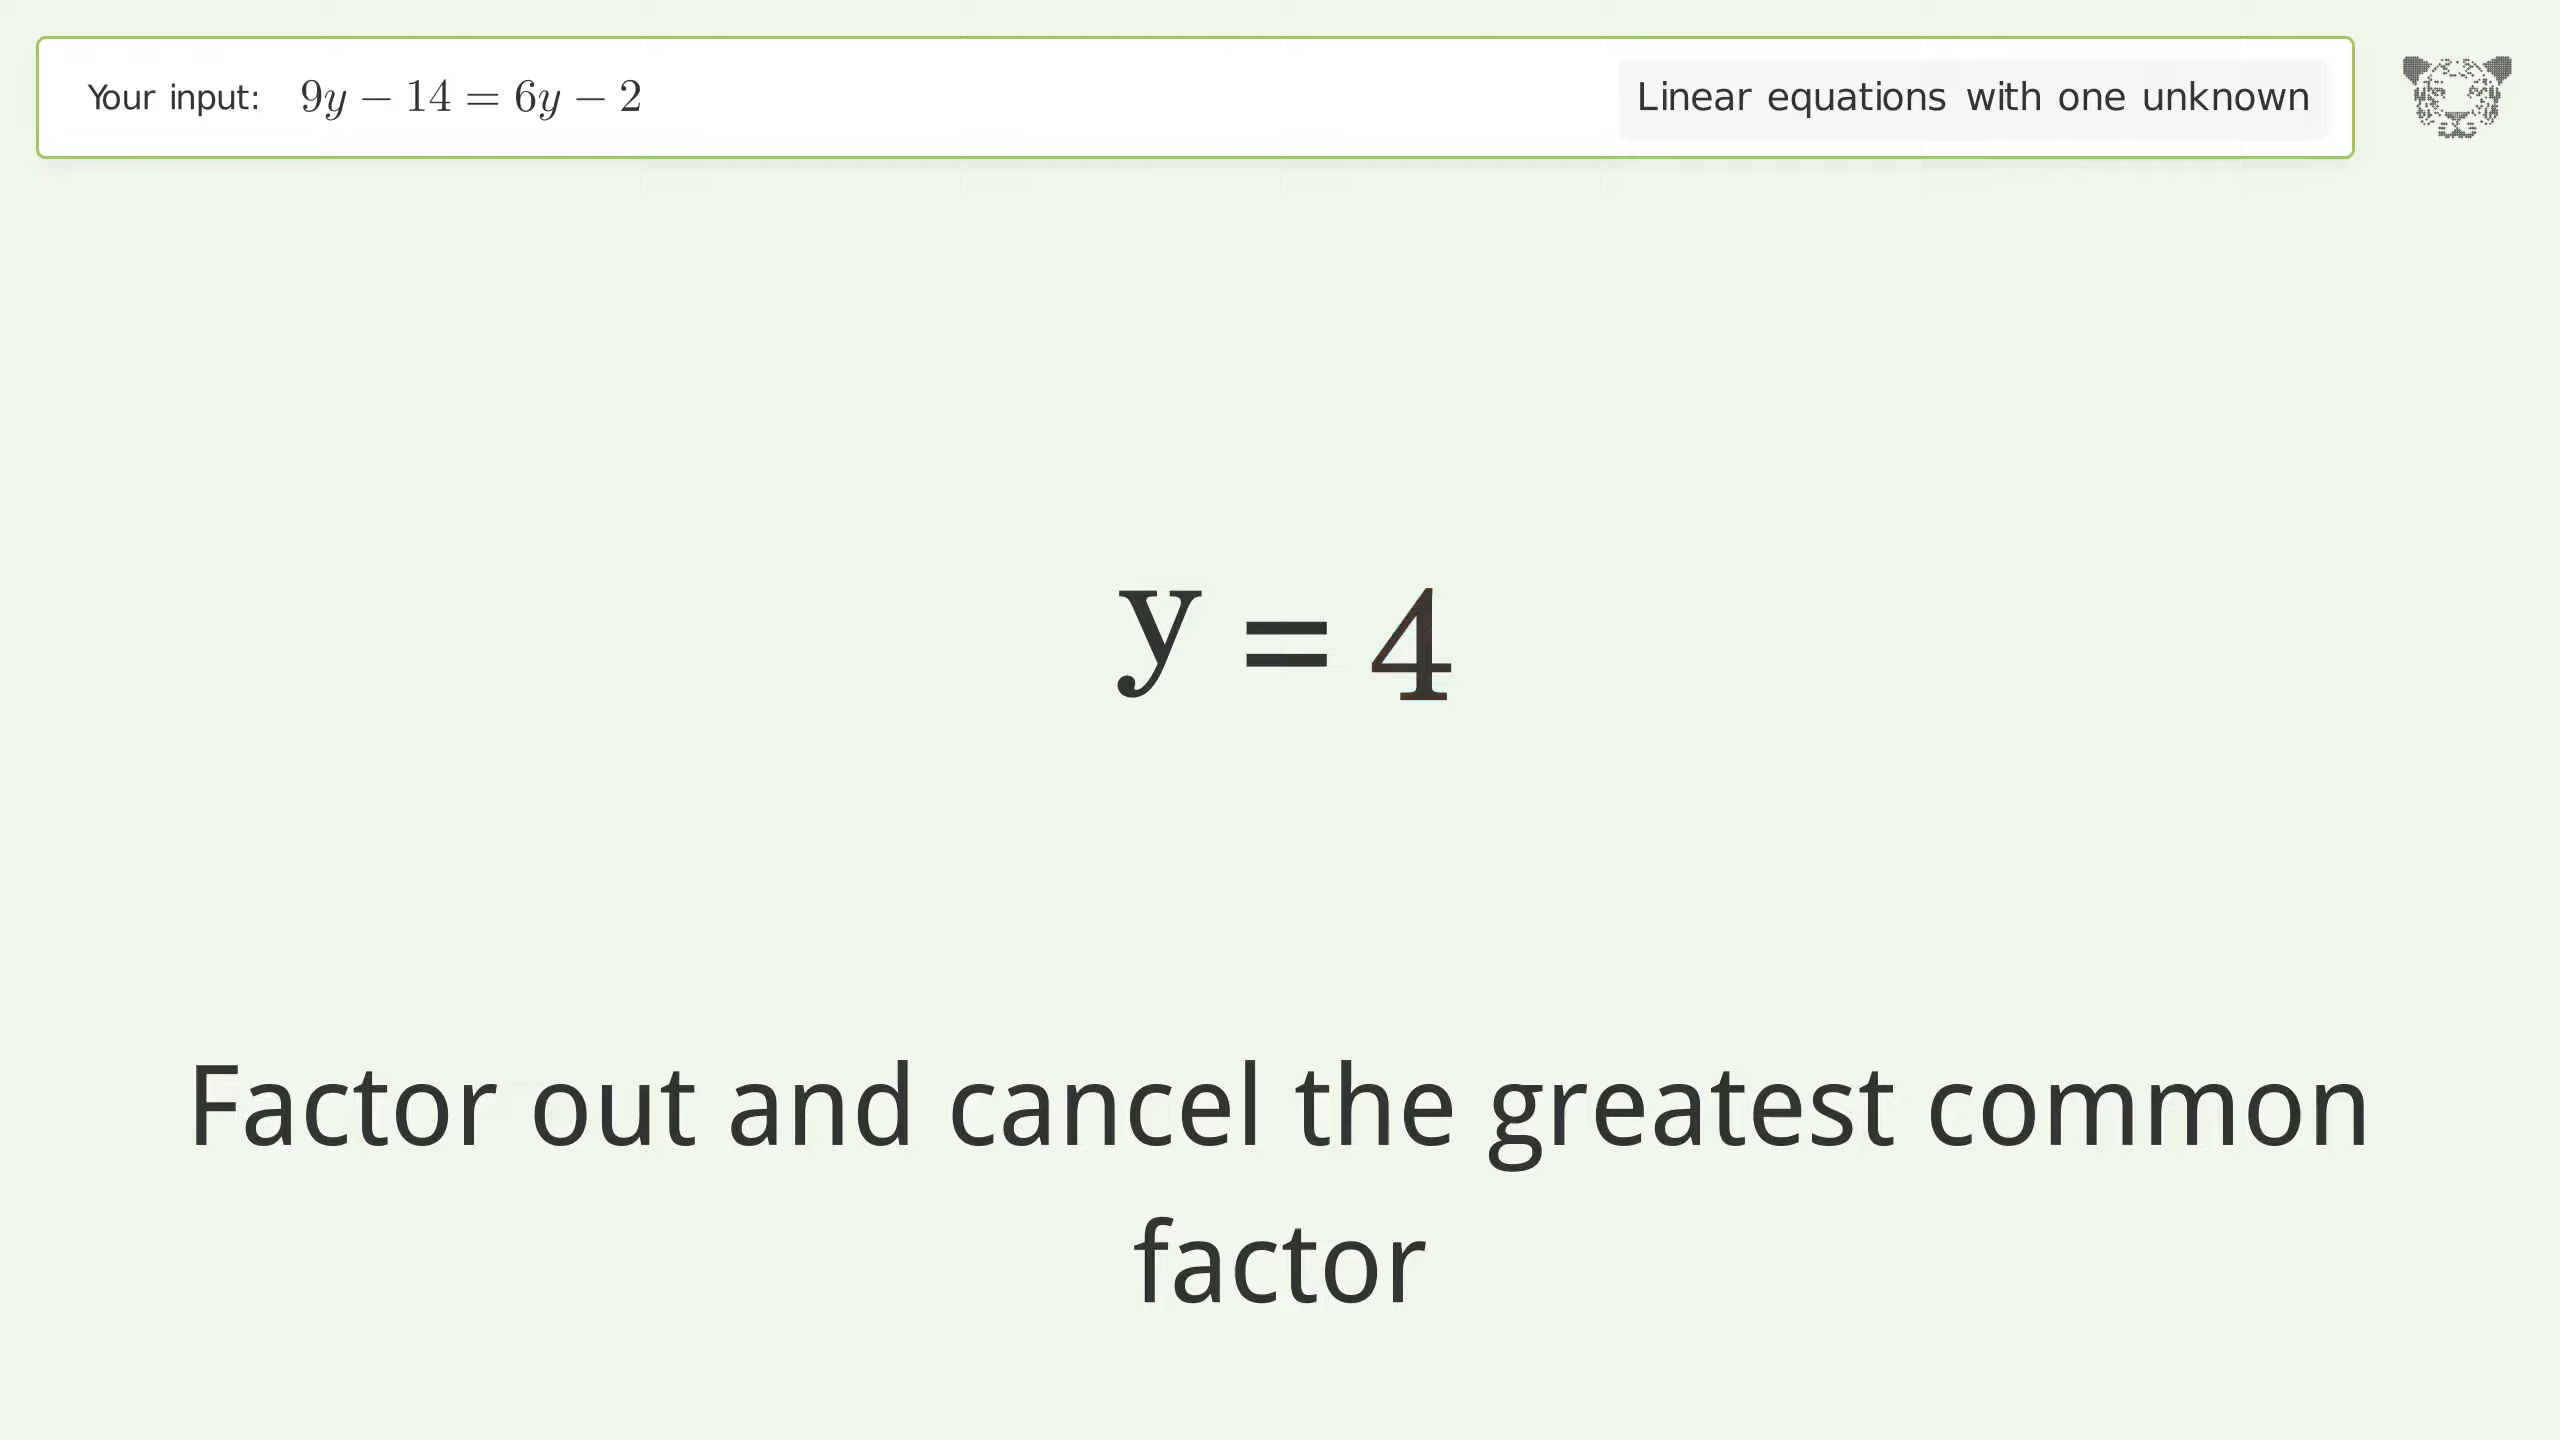 Your input: 9y − 14 = 6y − 2
Linear equations with one unknown
y = 4
Factor out and cancel the greatest common
factor